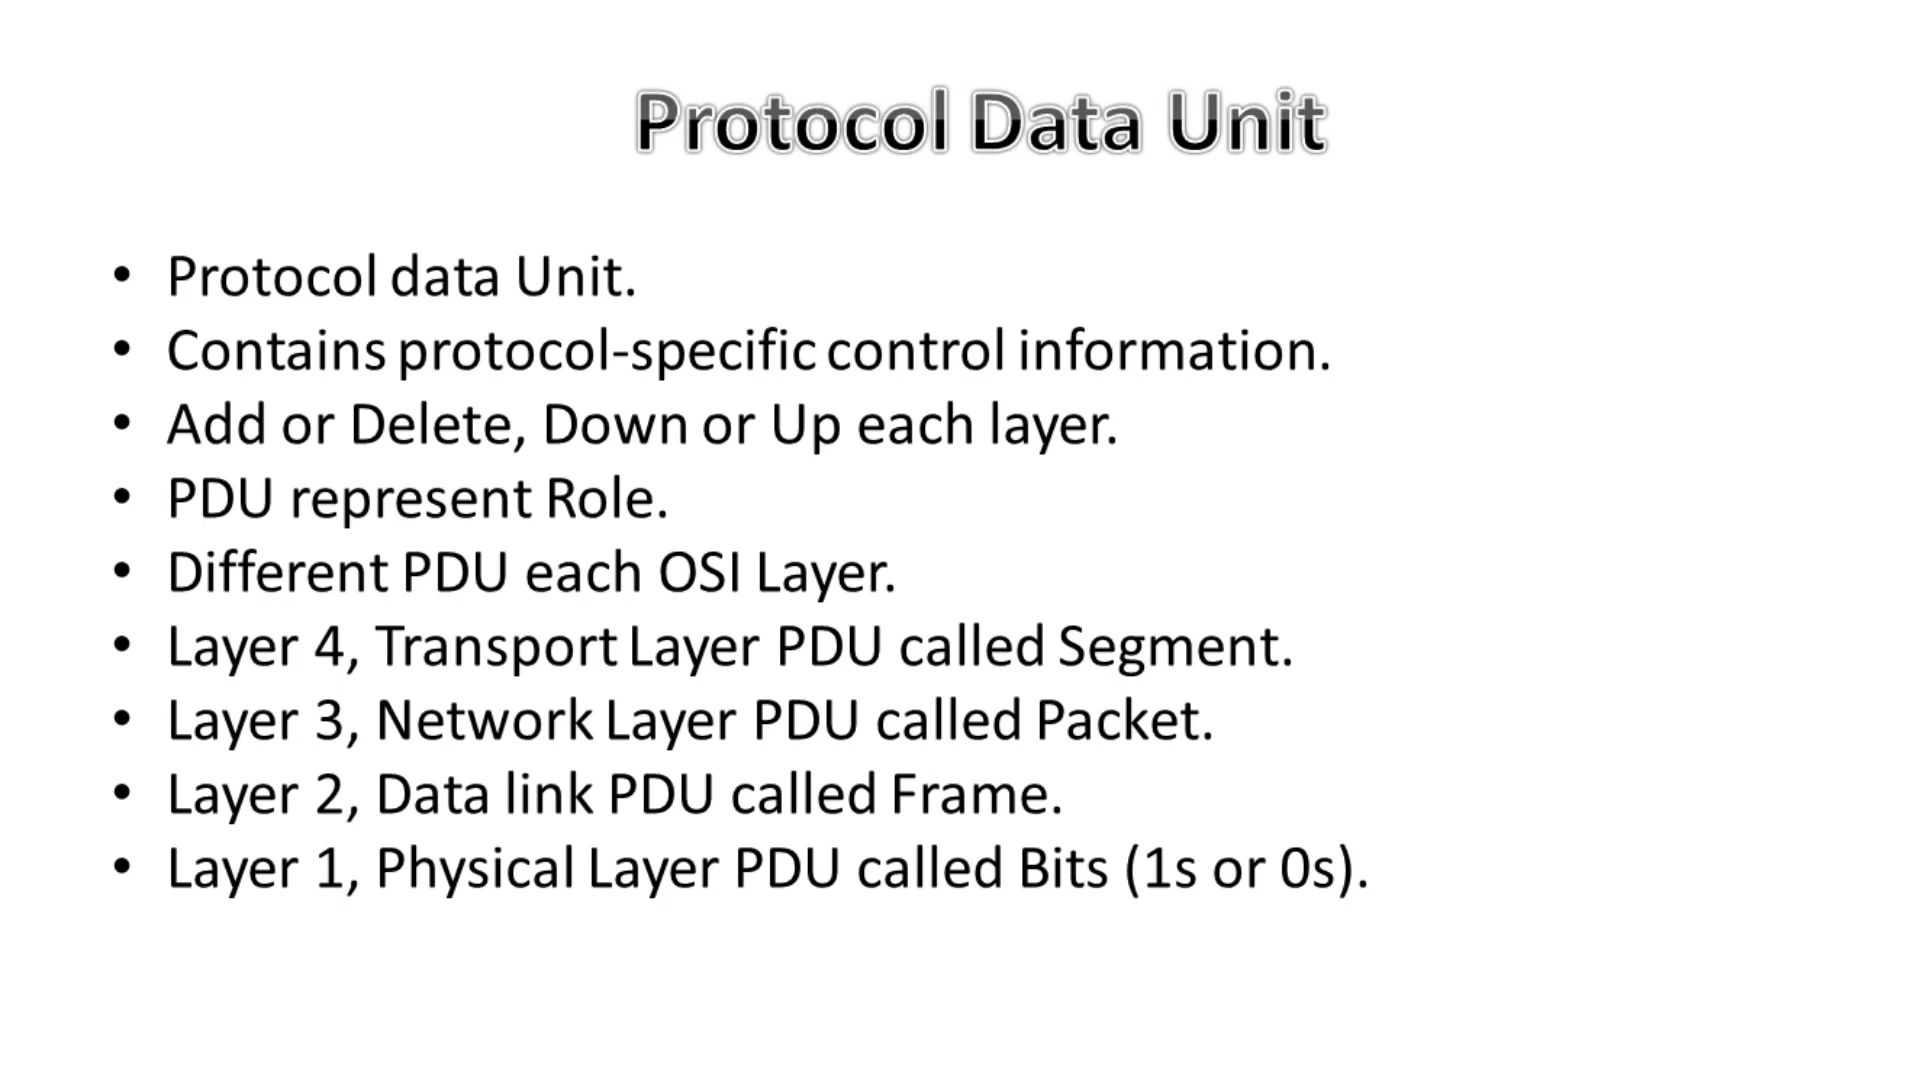 Protocol Data Unit
• Protocol data Unit.
• Contains protocol-specific control information.
• Add or Delete, Down or Up each layer.
• PDU represent Role.
• Different PDU each OSI Layer.
• Layer 4, Transport Layer PDU called Segment.
• Layer 3, Network Layer PDU called Packet.
• Layer 2, Data link PDU called Frame.
• Layer 1, Physical Layer PDU called Bits (1s or 0s).